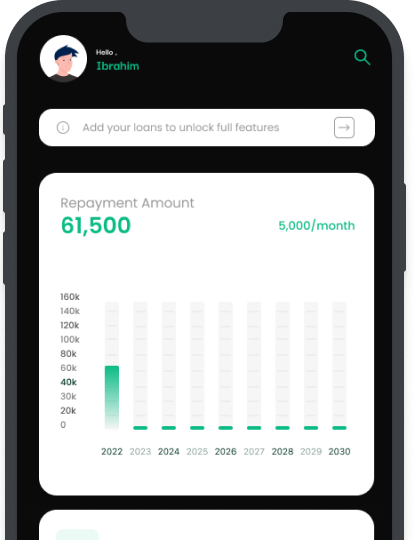 Hello ,
Ibrahim
Add your loans to unlock full features
Repayment Amount
61,500
5,000/month
160k
140k
120k
100k
80k
60k
40k
30k
20k
0
2022 2023 2024 2025 2026 2027 2028 2029 2030